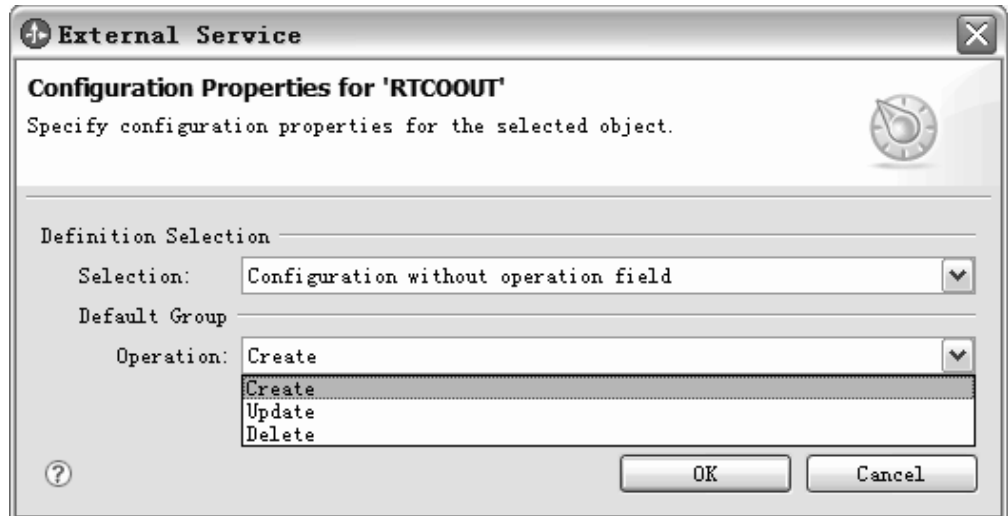 External Service
Configuration Properties for 'RTCOOUT'
Specify configuration properties for the selected object.
Definition Selection
Selection: Configuration without operation field
Default Group
Operation: Create
Create
Update
Delete
? OK Cancel